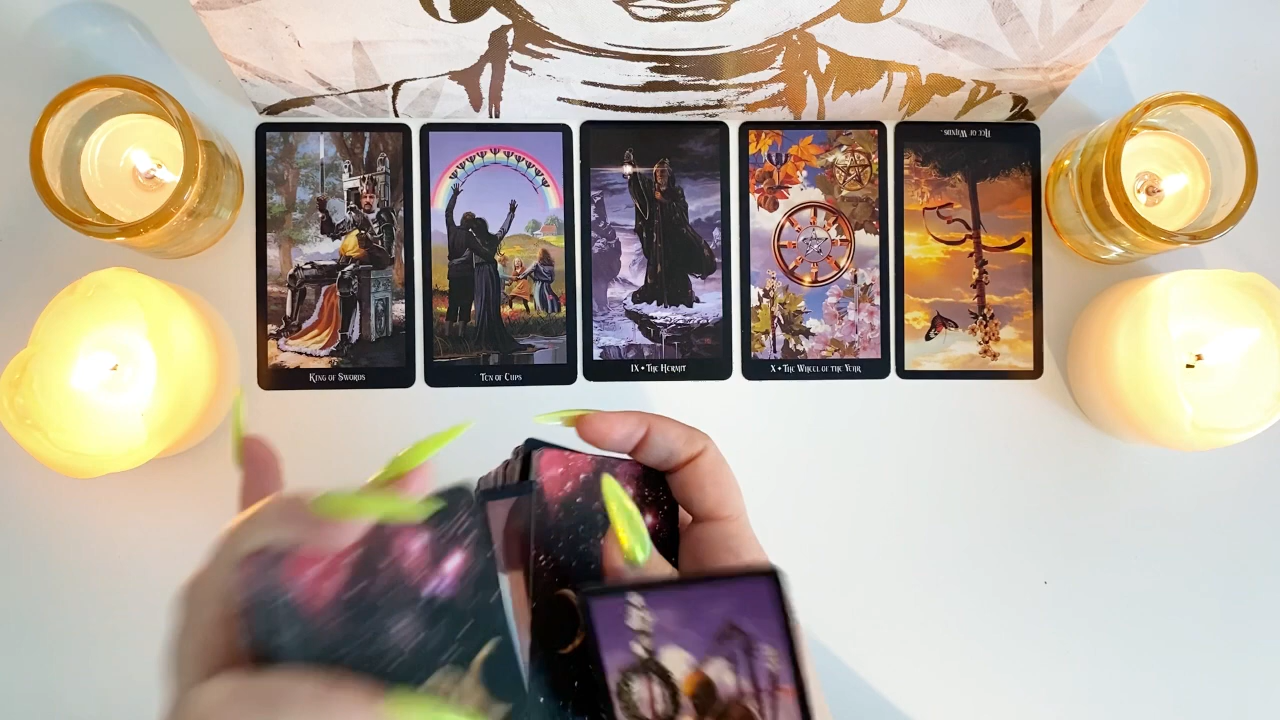 King of Swords
Ten of Cups
IX ✦ The Hermit
X ✦ The Wheel of the Year
Ace of Wands